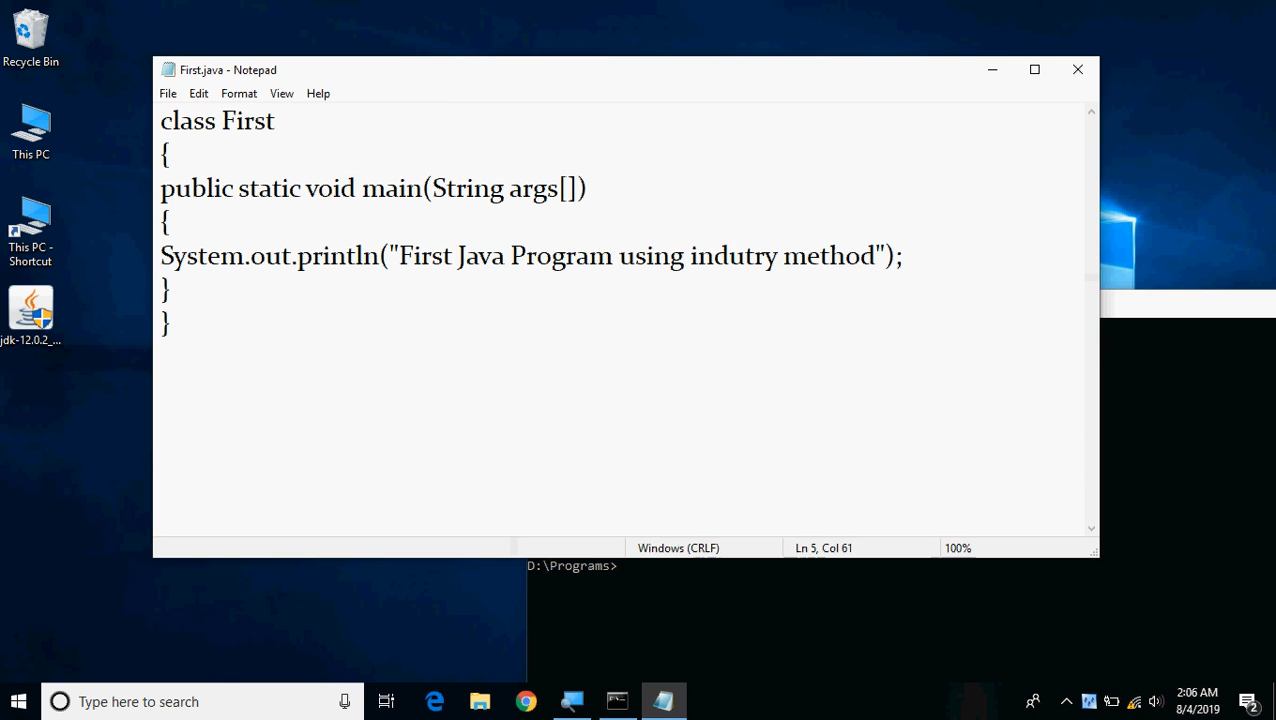 Recycle Bin
This PC
This PC -
Shortcut
jdk-12.0.2_...
First.java - Notepad
File Edit Format View Help
class First
{
public static void main(String args[])
{
System.out.println("First Java Program using indutry method");
}
}
Windows (CRLF) Ln 5, Col 61 100%
D:\Programs>
Type here to search
2:06 AM
8/4/2019
2